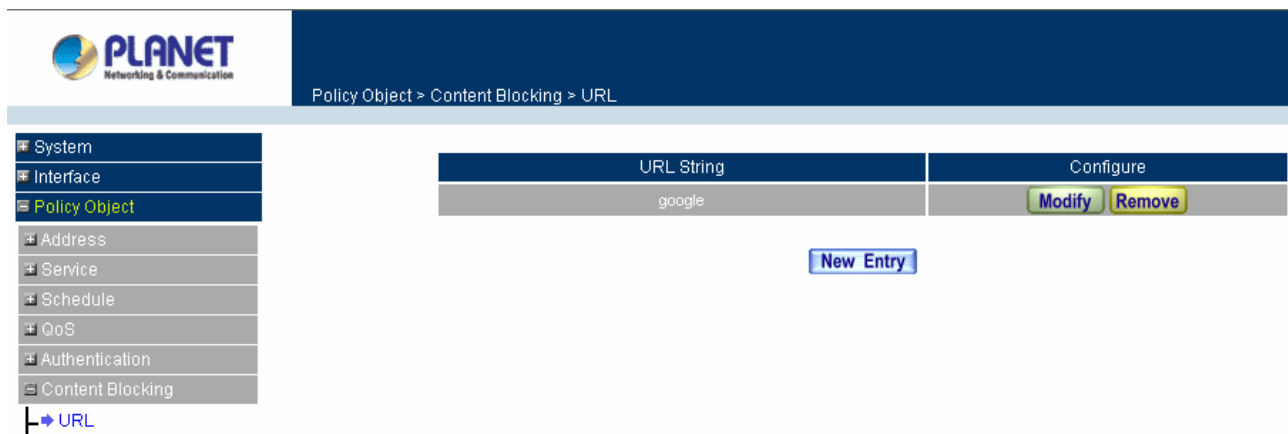 PLANET
Networking & Communication
Policy Object > Content Blocking > URL
System
Interface
Policy Object
Address
Service
Schedule
QoS
Authentication
Content Blocking
URL
URL String Configure
google Modify Remove
New Entry